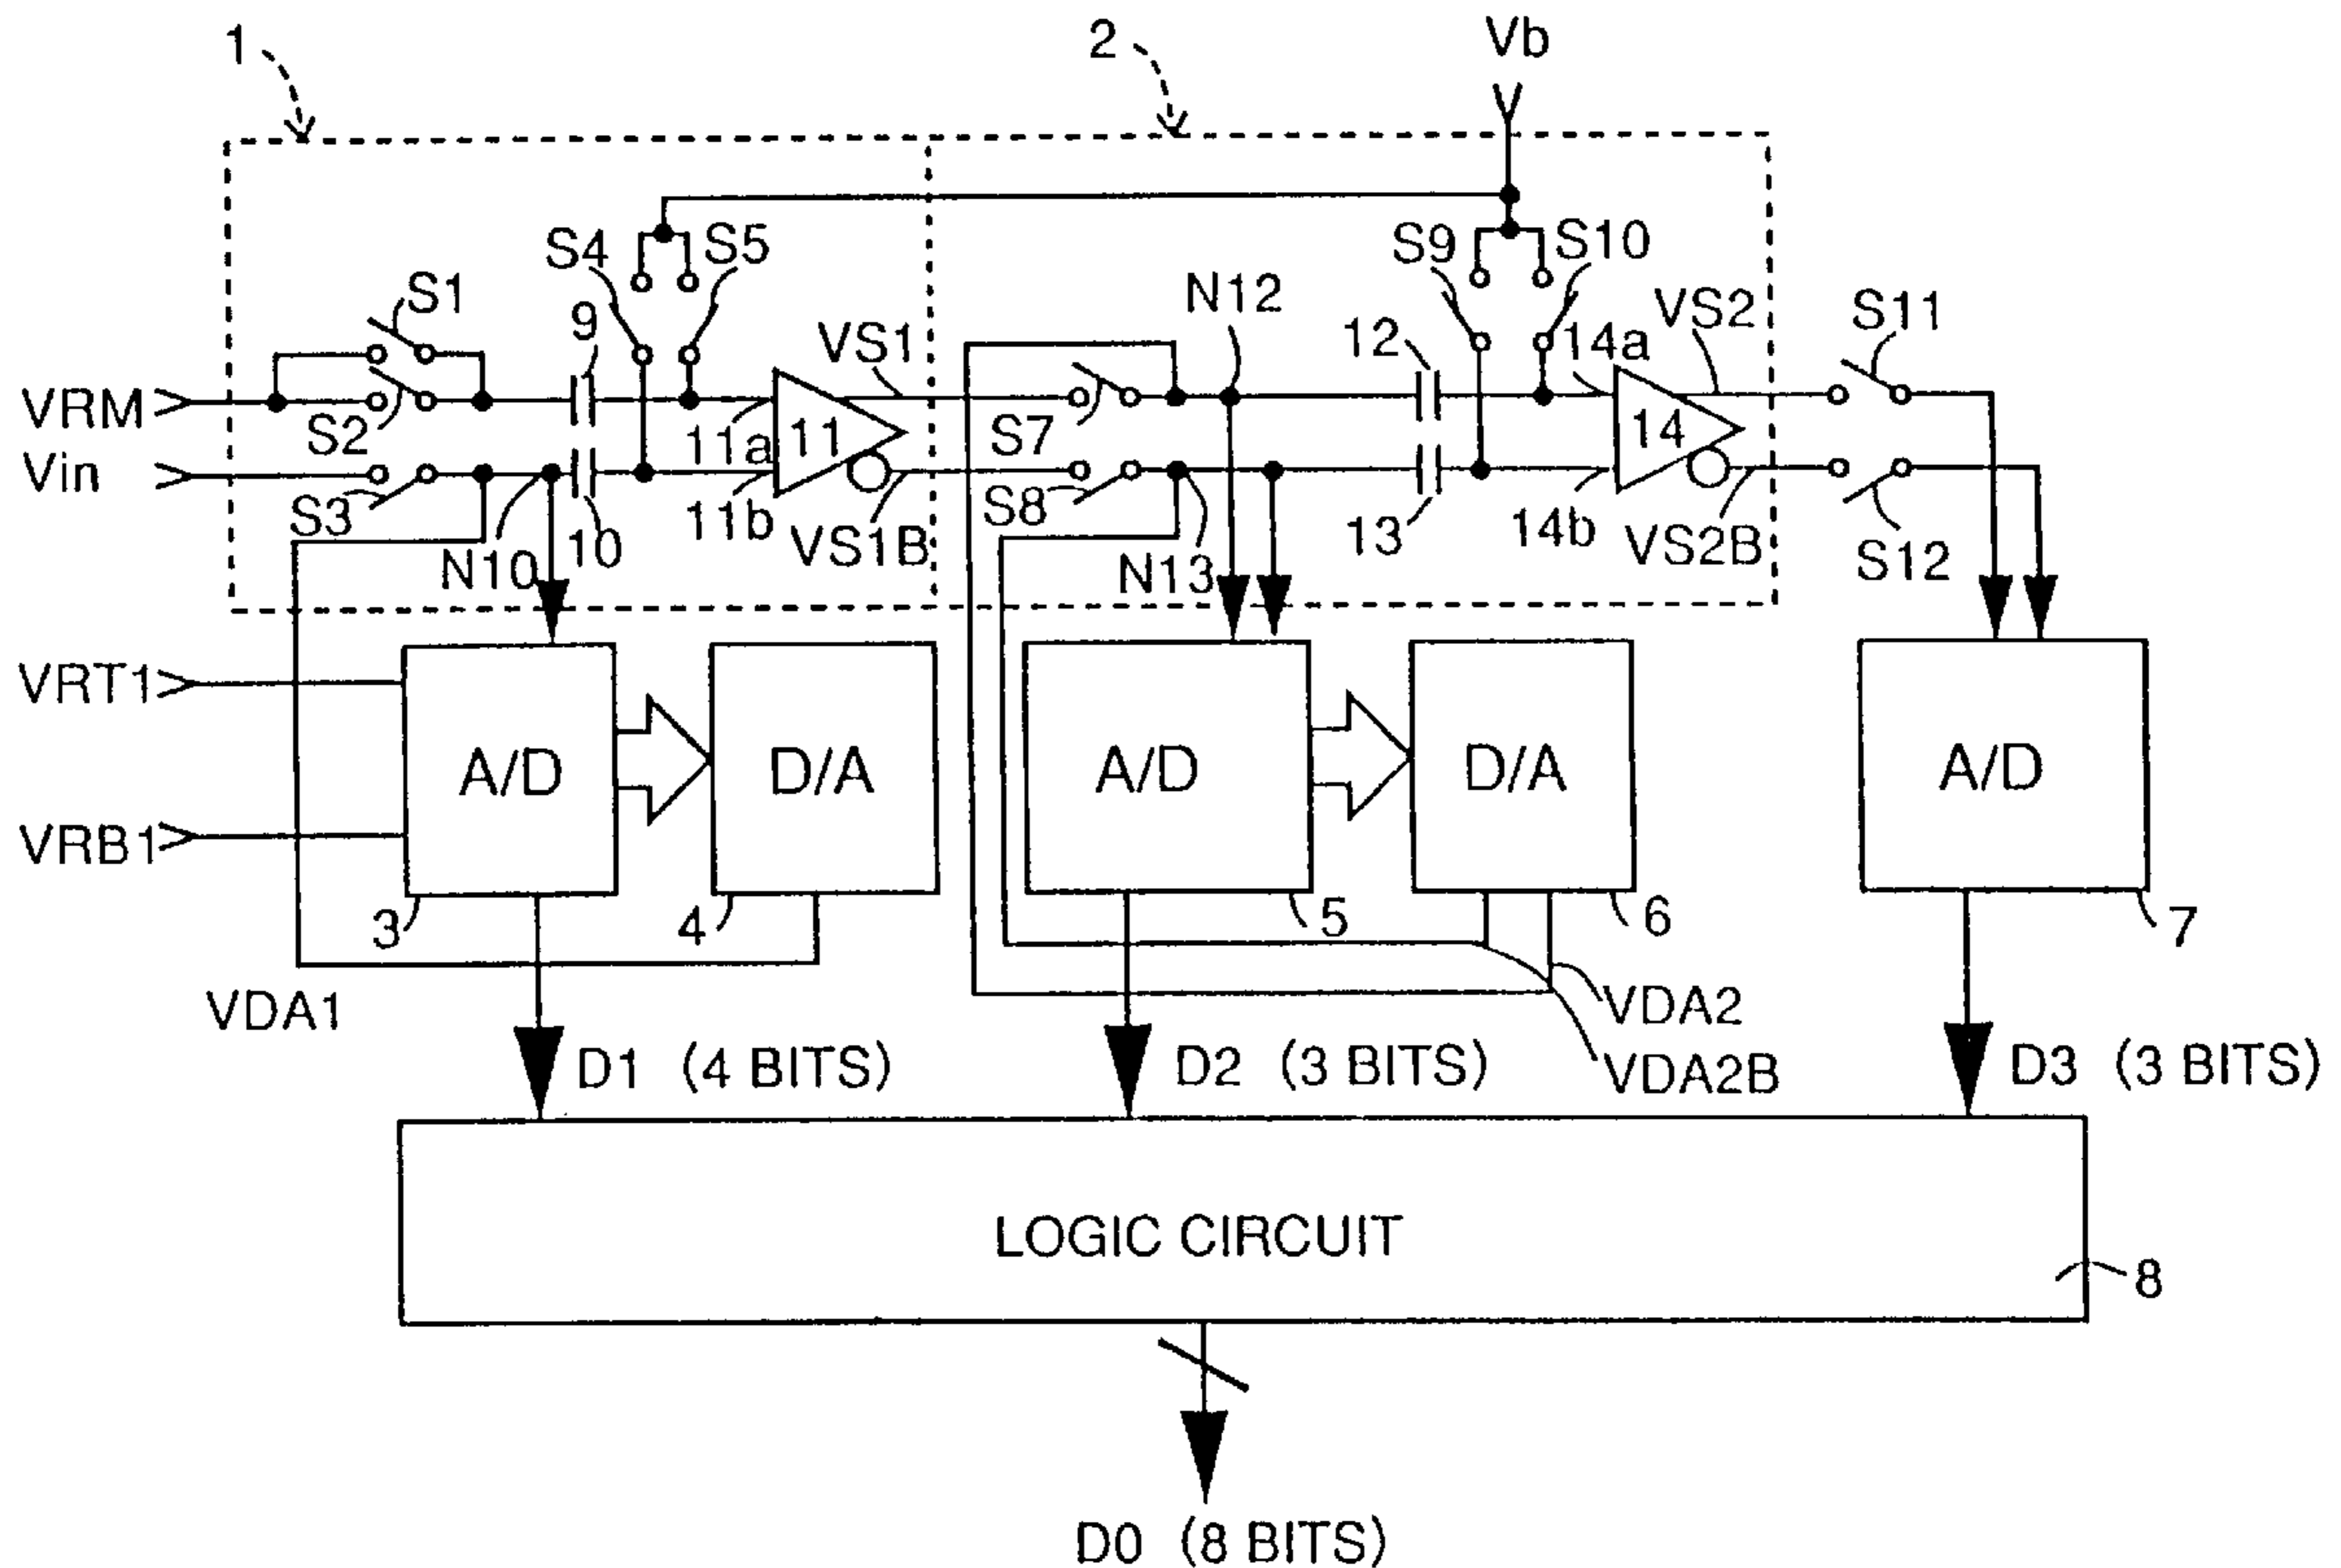 1
2
Vb
S4
S5
S9
S10
S1
9
VS1
N12
12
14a
VS2
S11
VRM
S2
11a
11
S7
14
Vin
S3
N10
10
11b
VS1B
S8
N13
13
14b
VS2B
S12
VRT1
A/D
D/A
A/D
D/A
A/D
VRB1
3
4
5
6
7
VDA1
VDA2
D1 (4 BITS)
D2 (3 BITS)
VDA2B
D3 (3 BITS)
LOGIC CIRCUIT
8
D0 (8 BITS)